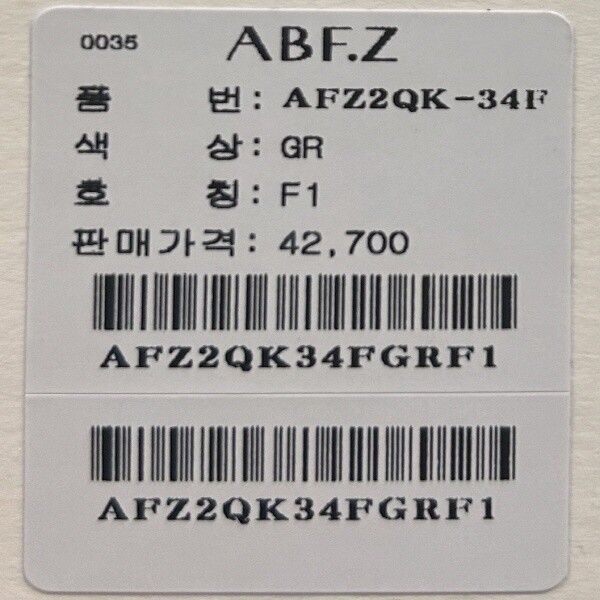 0035 ABF.Z
품 번: AFZ2QK-34F
색 상: GR
호 칭: F1
판매가격: 42,700
AFZ2QK34FGRF1
AFZ2QK34FGRF1